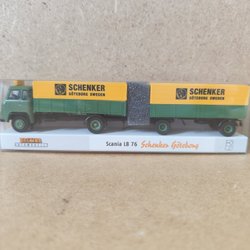 SCHENKER
GÖTEBORG SWEDEN
SCHENKER
GÖTEBORG SWEDEN
Scania LB 76 Schenker Göteborg